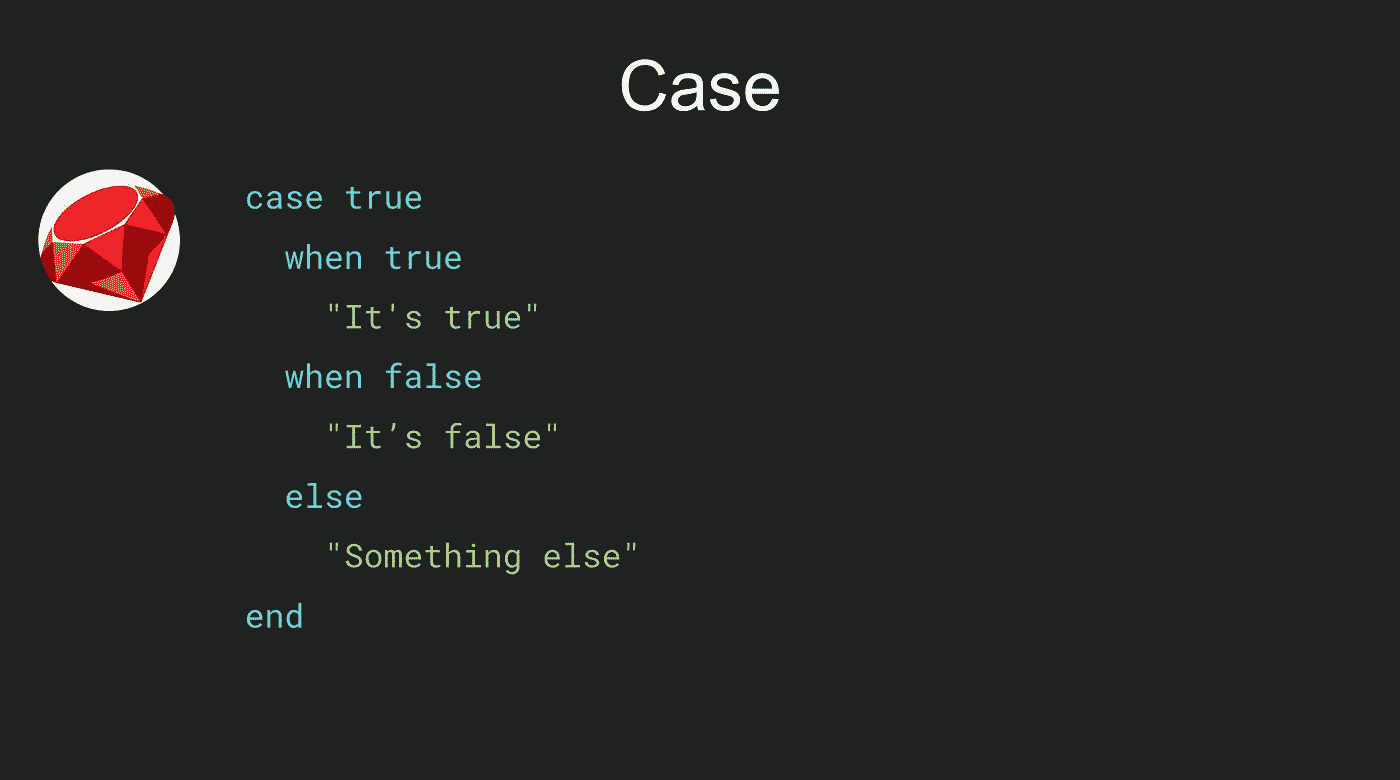 Case
case true
when true
"It's true"
when false
"It’s false"
else
"Something else"
end